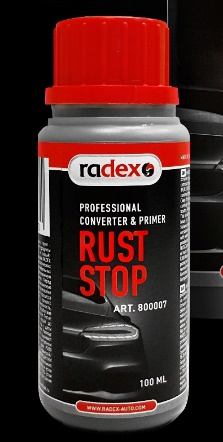 radex
PROFESSIONAL
CONVERTER & PRIMER
RUST
STOP
ART. 800007
100 ML
WWW.RADEX-AUTO.COM